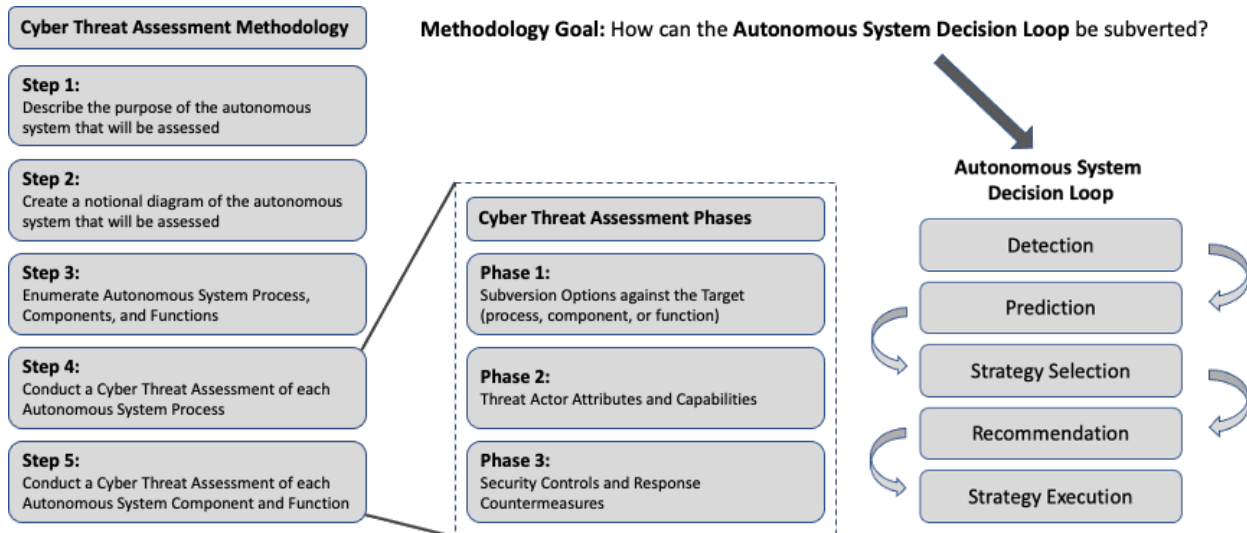 Cyber Threat Assessment Methodology
Step 1:
Describe the purpose of the autonomous
system that will be assessed
Step 2:
Create a notional diagram of the autonomous
system that will be assessed
Step 3:
Enumerate Autonomous System Process,
Components, and Functions
Step 4:
Conduct a Cyber Threat Assessment of each
Autonomous System Process
Step 5:
Conduct a Cyber Threat Assessment of each
Autonomous System Component and Function
Methodology Goal: How can the Autonomous System Decision Loop be subverted?
Cyber Threat Assessment Phases
Phase 1:
Subversion Options against the Target
(process, component, or function)
Phase 2:
Threat Actor Attributes and Capabilities
Phase 3:
Security Controls and Response
Countermeasures
Autonomous System
Decision Loop
Detection
Prediction
Strategy Selection
Recommendation
Strategy Execution